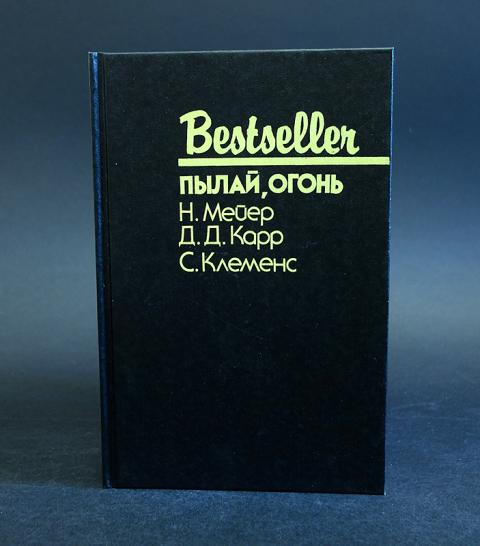 Bestseller
ПЫЛАЙ, ОГОНЬ
Н. Мейер
Д. Д. Карр
С. Клеменс